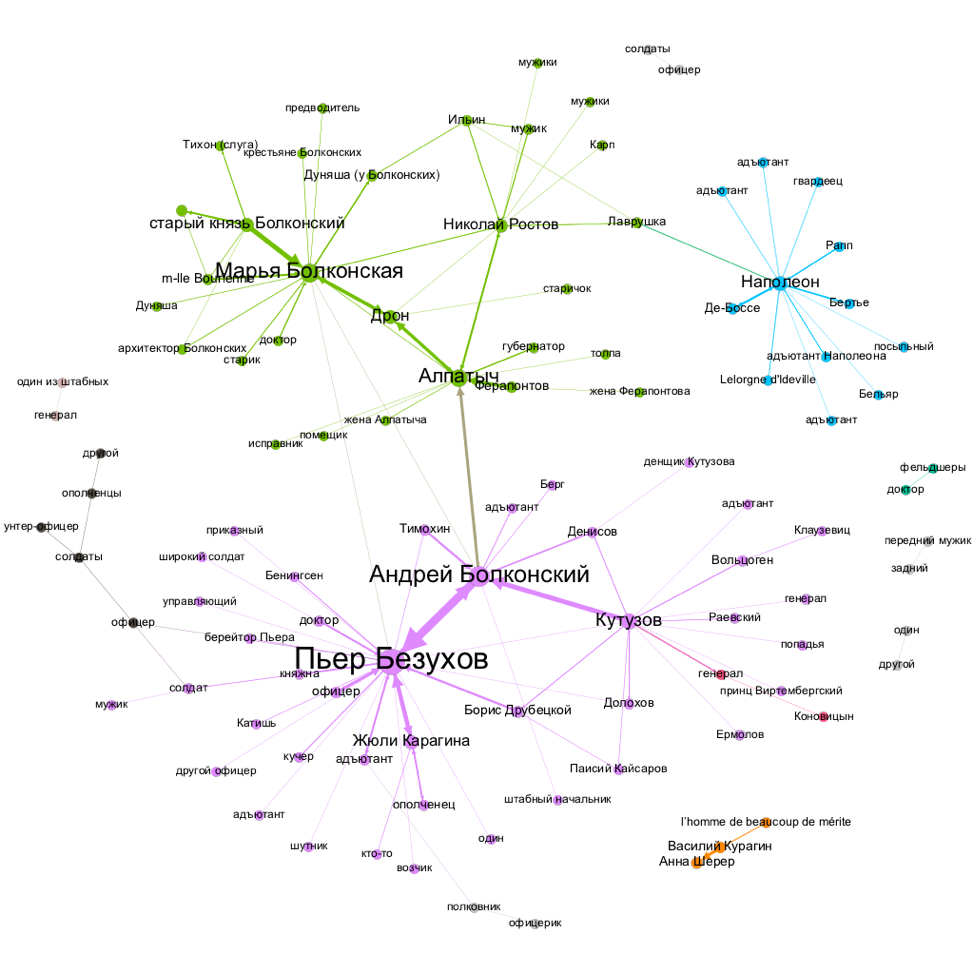 солдаты
мужики
офицер
мужики
предводитель
Ильин
мужик
Тихон (слуга)
Карп
крестьяне Болконских
адъютант
Дуняша (у Болконских)
гвардеец
адъютант
старый князь Болконский
Николай Ростов
Лаврушка
Рапп
Марья Болконская
m-lle Bourienne
Наполеон
старичок
Дуняша
Де-Боссе
Бертье
Дрон
доктор
губернатор
посыльный
архитектор Болконских
толпа
адъютант Наполеона
старик
Алпатыч
один из штабных
Lelorgne d'Ideville
Ферапонтов
жена Ферапонтова
Бельяр
генерал
жена Алпатыча
адъютант
помещик
исправник
другой
денщик Кутузова
фельдшеры
Берг
ополченцы
доктор
адъютант
адъютант
унтер-офицер
приказный
Тимохин
Денисов
Клаузевиц
передний мужик
солдаты
широкий солдат
Вольцоген
задний
Бенингсен
Андрей Болконский
управляющий
генерал
офицер
доктор
Кутузов
Раевский
берейтор Пьера
один
попадья
Пьер Безухов
другой
княжна
генерал
солдат
офицер
принц Виртембергский
мужик
Борис Друбецкой
Долохов
Коновицын
Катишь
Ермолов
Жюли Карагина
кучер
адъютант
другой офицер
Паисий Кайсаров
ополченец
штабный начальник
адъютант
l'homme de beaucoup de mérite
один
шутник
Василий Курагин
кто-то
Анна Шерер
возчик
полковник
офицерик